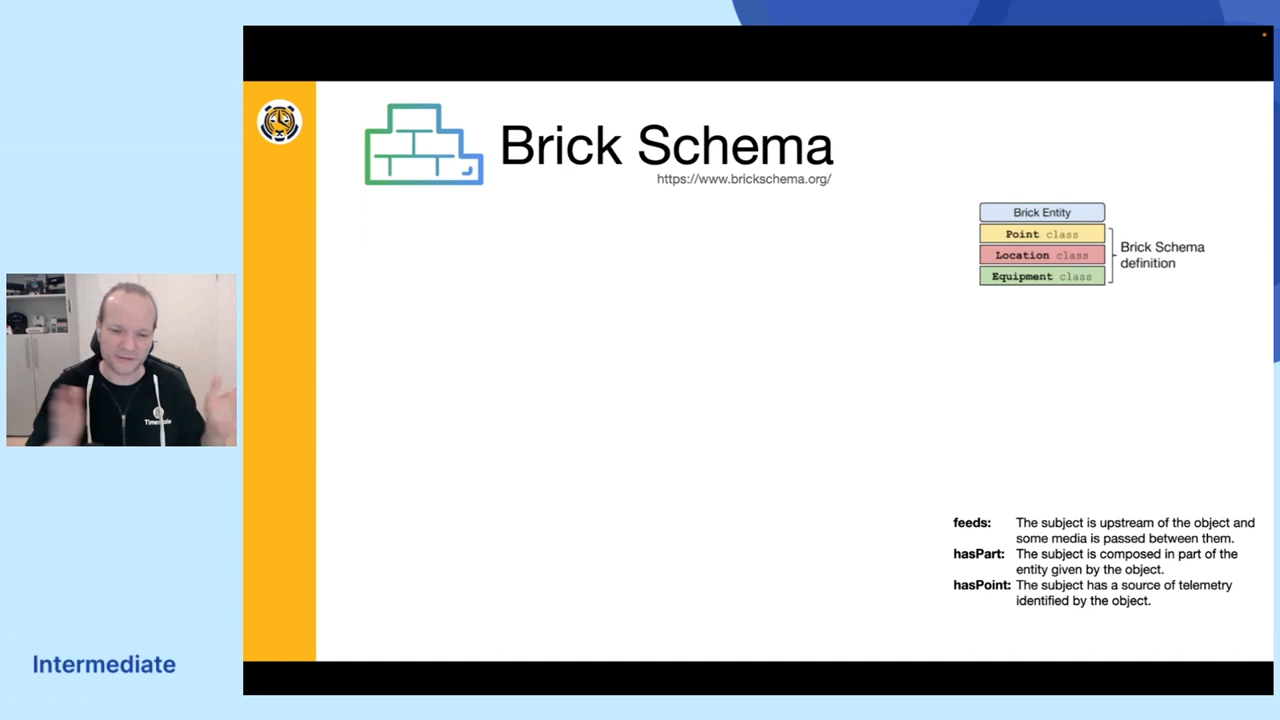 Brick Schema
https://www.brickschema.org/
Brick Entity
Point class
Location class
Equipment class
Brick Schema
definition
feeds: The subject is upstream of the object and
some media is passed between them.
hasPart: The subject is composed in part of the
entity given by the object.
hasPoint: The subject has a source of telemetry
identified by the object.
Intermediate